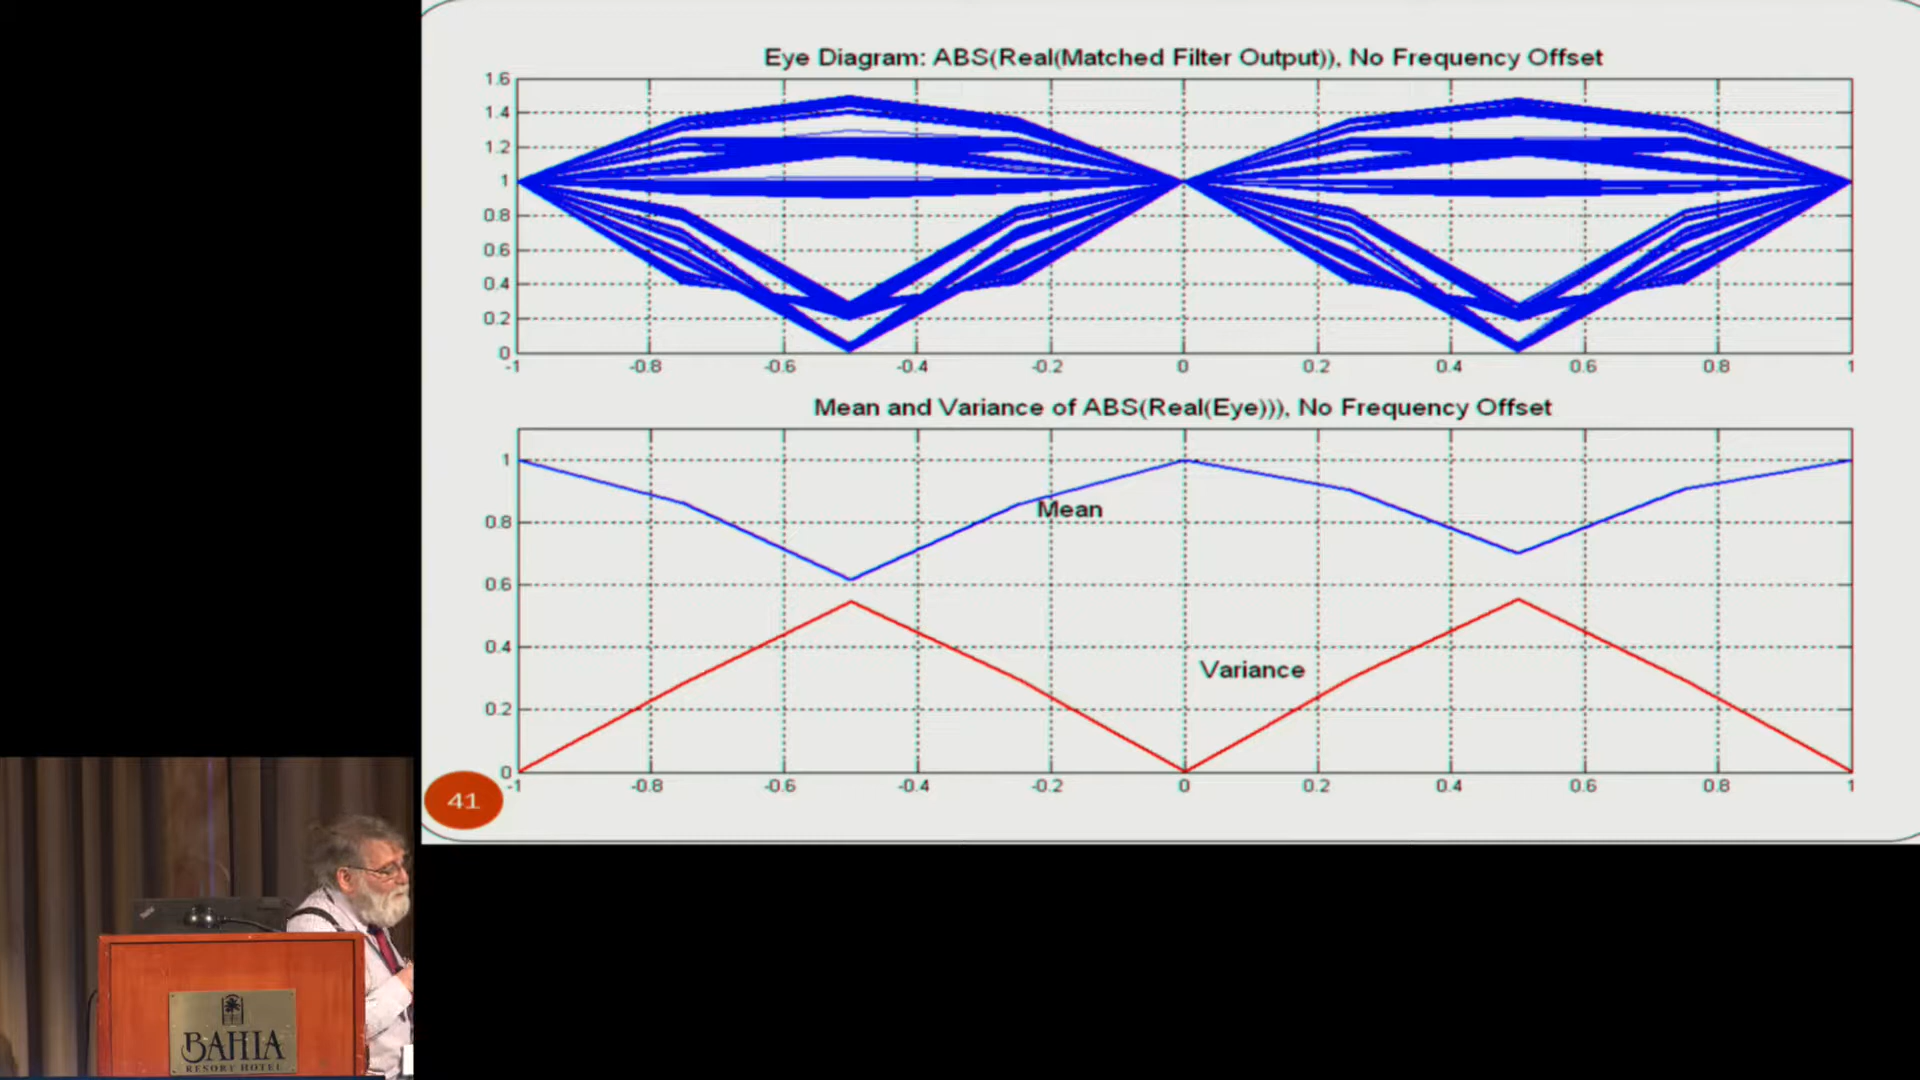 Eye Diagram: ABS(Real(Matched Filter Output)), No Frequency Offset
1.6
1.4
1.2
1
0.8
0.6
0.4
0.2
0
-1 -0.8 -0.6 -0.4 -0.2 0 0.2 0.4 0.6 0.8 1
Mean and Variance of ABS(Real(Eye))), No Frequency Offset
1
0.8
0.6
0.4
0.2
0
Mean
Variance
-1 -0.8 -0.6 -0.4 -0.2 0 0.2 0.4 0.6 0.8 1
41
BAHIA
RESORT HOTEL